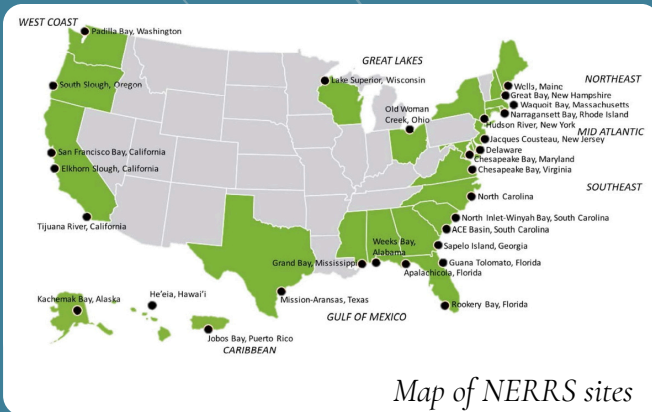 WEST COAST
Padilla Bay, Washington
GREAT LAKES
Lake Superior, Wisconsin
South Slough, Oregon
Old Woman
Creek, Ohio
NORTHEAST
Wells, Maine
Great Bay, New Hampshire
Waquoit Bay, Massachusetts
Narragansett Bay, Rhode Island
Hudson River, New York
MID ATLANTIC
Jacques Cousteau, New Jersey
Delaware
Chesapeake Bay, Maryland
Chesapeake Bay, Virginia
San Francisco Bay, California
Elkhorn Slough, California
SOUTHEAST
North Carolina
Tijuana River, California
North Inlet-Winyah Bay, South Carolina
ACE Basin, South Carolina
Weeks Bay,
Alabama
Sapelo Island, Georgia
Grand Bay, Mississippi
Guana Tolomato, Florida
Apalachicola, Florida
Kachemak Bay, Alaska
He'eia, Hawai'i
Mission-Aransas, Texas
Rookery Bay, Florida
GULF OF MEXICO
Jobos Bay, Puerto Rico
CARIBBEAN
Map of NERRS sites